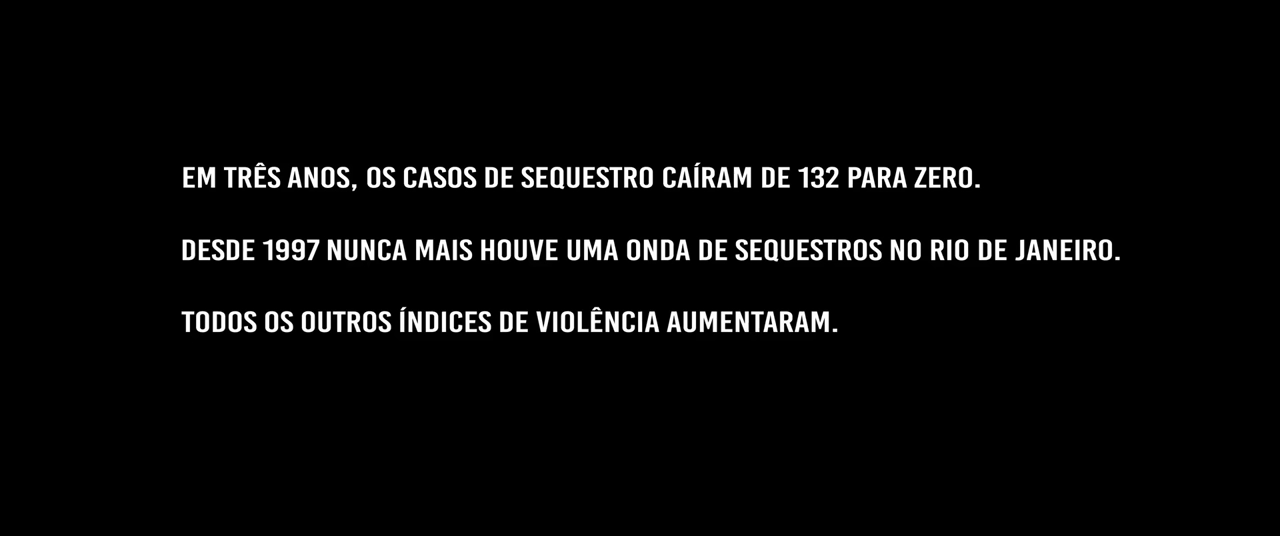 EM TRÊS ANOS, OS CASOS DE SEQUESTRO CAÍRAM DE 132 PARA ZERO.
DESDE 1997 NUNCA MAIS HOUVE UMA ONDA DE SEQUESTROS NO RIO DE JANEIRO.
TODOS OS OUTROS ÍNDICES DE VIOLÊNCIA AUMENTARAM.